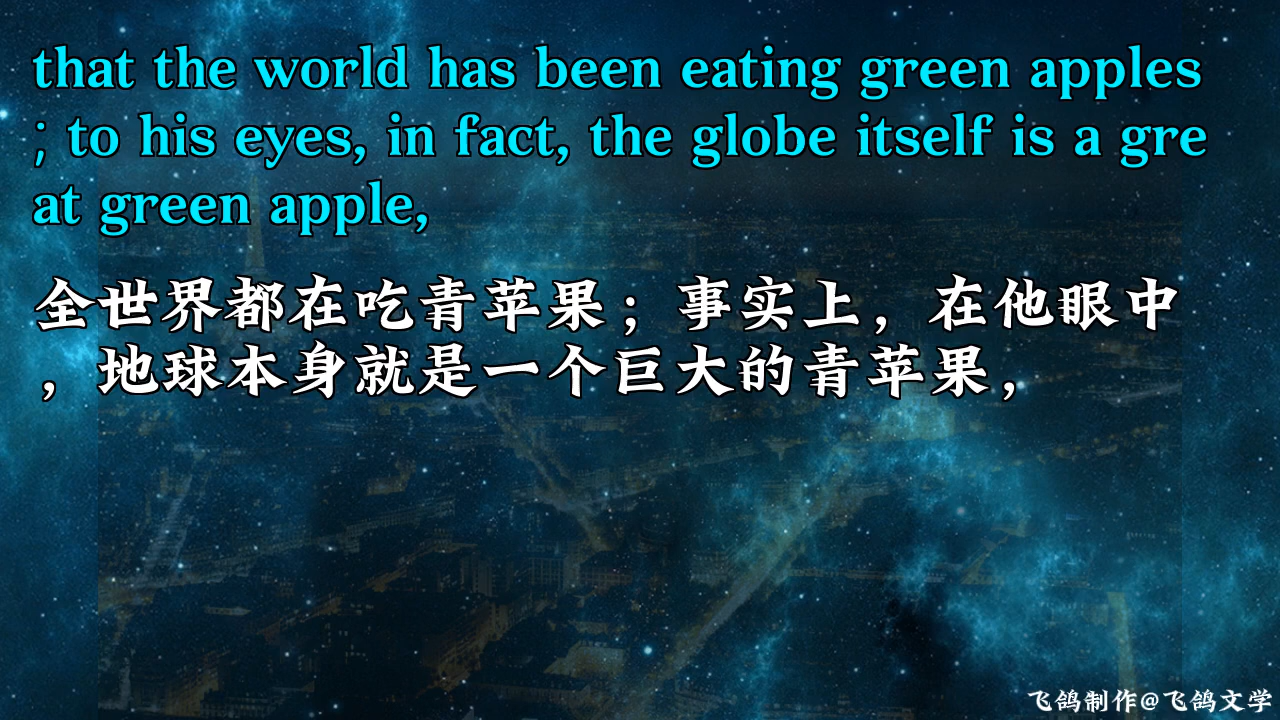 that the world has been eating green apples
; to his eyes, in fact, the globe itself is a gre
at green apple,
全世界都在吃青苹果；事实上，在他眼中
，地球本身就是一个巨大的青苹果，
飞鸽制作@飞鸽文学